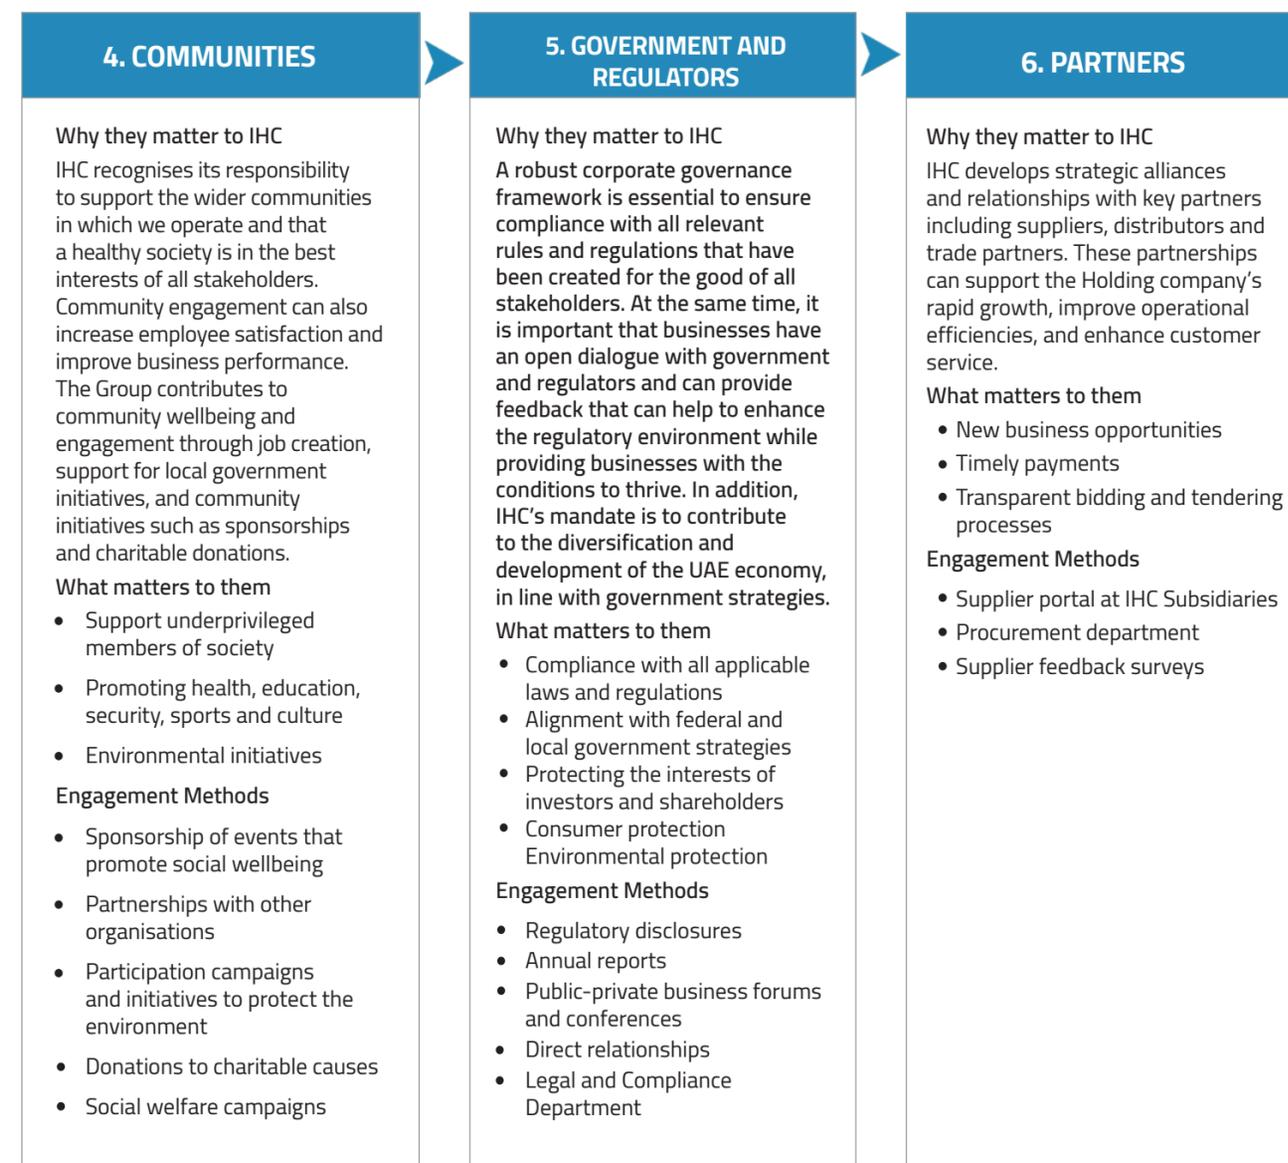 4. COMMUNITIES
Why they matter to IHC
IHC recognises its responsibility
to support the wider communities
in which we operate and that
a healthy society is in the best
interests of all stakeholders.
Community engagement can also
increase employee satisfaction and
improve business performance.
The Group contributes to
community wellbeing and
engagement through job creation,
support for local government
initiatives, and community
initiatives such as sponsorships
and charitable donations.
What matters to them
• Support underprivileged
members of society
• Promoting health, education,
security, sports and culture
• Environmental initiatives
Engagement Methods
• Sponsorship of events that
promote social wellbeing
• Partnerships with other
organisations
• Participation campaigns
and initiatives to protect the
environment
• Donations to charitable causes
• Social welfare campaigns
5. GOVERNMENT AND
REGULATORS
Why they matter to IHC
A robust corporate governance
framework is essential to ensure
compliance with all relevant
rules and regulations that have
been created for the good of all
stakeholders. At the same time, it
is important that businesses have
an open dialogue with government
and regulators and can provide
feedback that can help to enhance
the regulatory environment while
providing businesses with the
conditions to thrive. In addition,
IHC's mandate is to contribute
to the diversification and
development of the UAE economy,
in line with government strategies.
What matters to them
• Compliance with all applicable
laws and regulations
• Alignment with federal and
local government strategies
• Protecting the interests of
investors and shareholders
• Consumer protection
Environmental protection
Engagement Methods
• Regulatory disclosures
• Annual reports
• Public-private business forums
and conferences
• Direct relationships
• Legal and Compliance
Department
6. PARTNERS
Why they matter to IHC
IHC develops strategic alliances
and relationships with key partners
including suppliers, distributors and
trade partners. These partnerships
can support the Holding company's
rapid growth, improve operational
efficiencies, and enhance customer
service.
What matters to them
• New business opportunities
• Timely payments
• Transparent bidding and tendering
processes
Engagement Methods
• Supplier portal at IHC Subsidiaries
• Procurement department
• Supplier feedback surveys